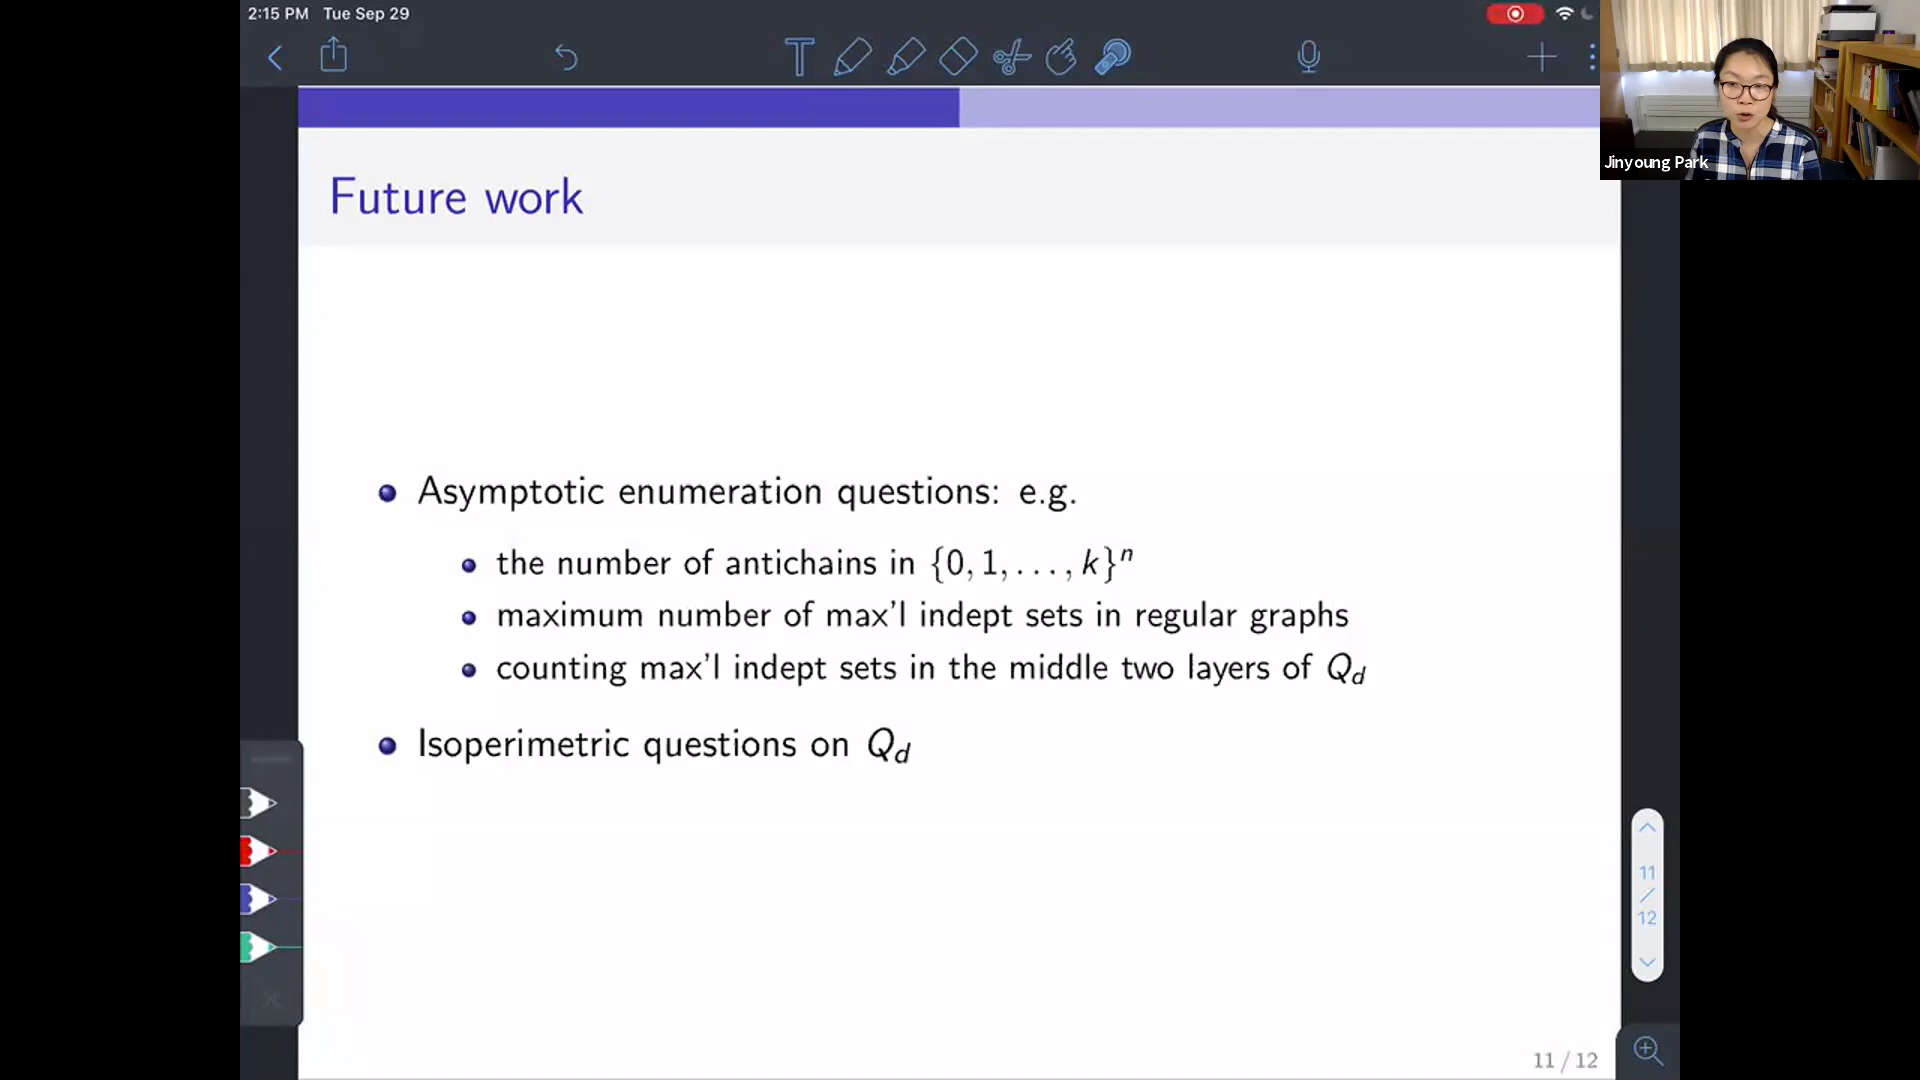 2:15 PM Tue Sep 29
Jinyoung Park
Future work
Asymptotic enumeration questions: e.g.
the number of antichains in {0, 1, . . . , k}ⁿ
maximum number of max'l indept sets in regular graphs
counting max'l indept sets in the middle two layers of Q_d
Isoperimetric questions on Q_d
11
/
12
11 / 12